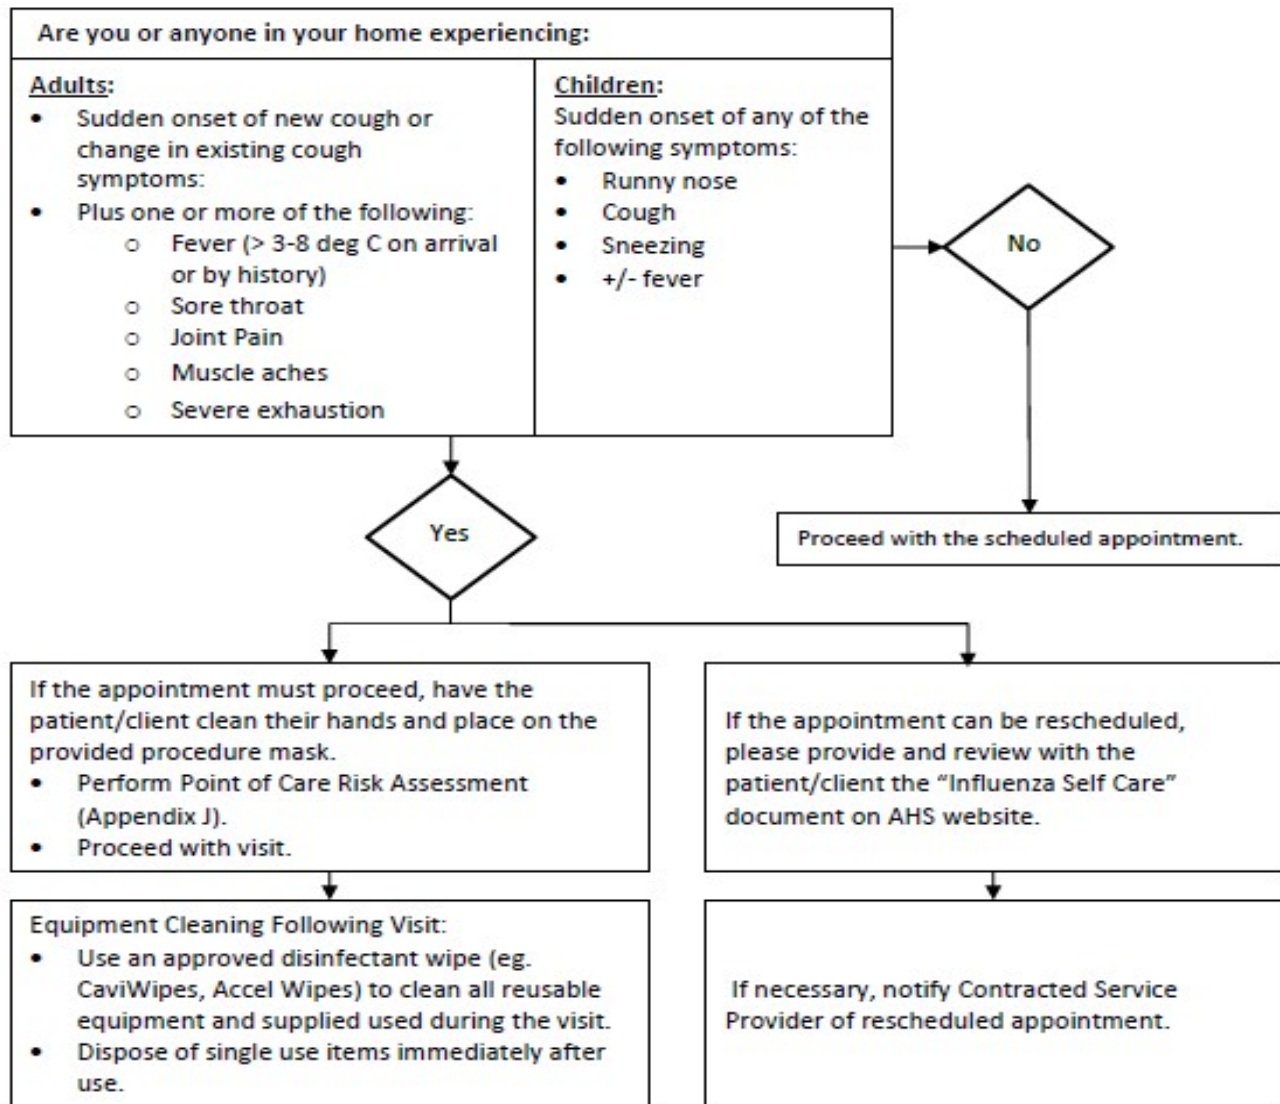 Are you or anyone in your home experiencing:
Adults:
• Sudden onset of new cough or
change in existing cough
symptoms:
• Plus one or more of the following:
o Fever (> 3-8 deg C on arrival
or by history)
o Sore throat
o Joint Pain
o Muscle aches
o Severe exhaustion
Children:
Sudden onset of any of the
following symptoms:
• Runny nose
• Cough
• Sneezing
• +/- fever
No
Yes
Proceed with the scheduled appointment.
If the appointment must proceed, have the
patient/client clean their hands and place on the
provided procedure mask.
• Perform Point of Care Risk Assessment
(Appendix J).
• Proceed with visit.
If the appointment can be rescheduled,
please provide and review with the
patient/client the “Influenza Self Care”
document on AHS website.
Equipment Cleaning Following Visit:
• Use an approved disinfectant wipe (eg.
CaviWipes, Accel Wipes) to clean all reusable
equipment and supplied used during the visit.
• Dispose of single use items immediately after
use.
If necessary, notify Contracted Service
Provider of rescheduled appointment.